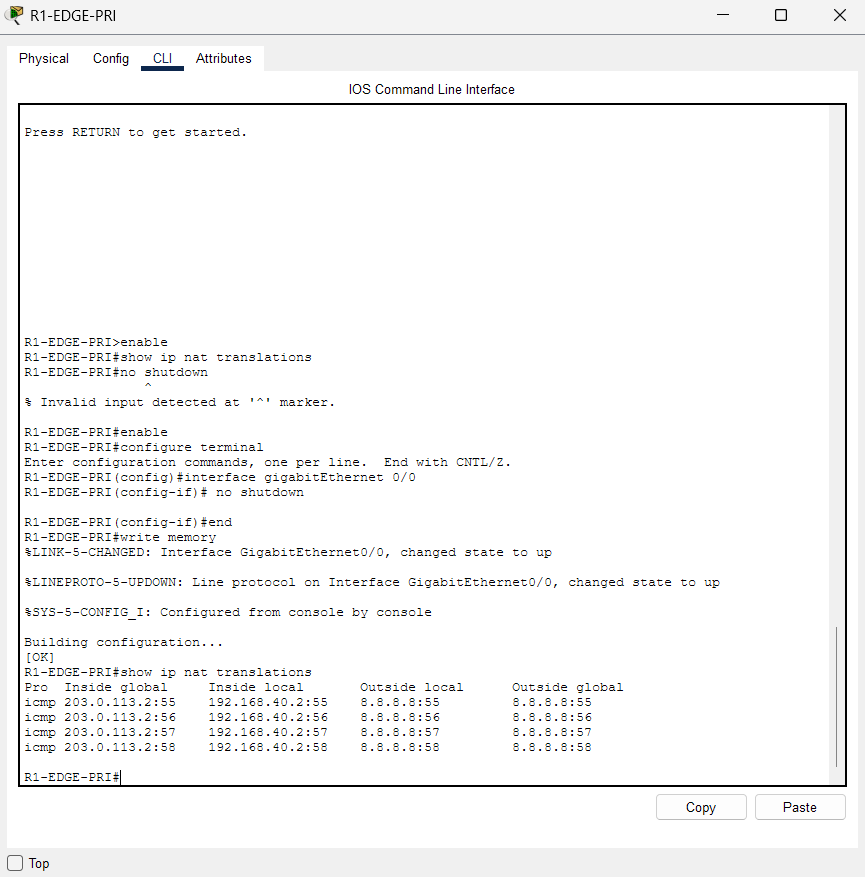 R1-EDGE-PRI
Physical Config CLI Attributes
IOS Command Line Interface
Press RETURN to get started.
R1-EDGE-PRI>enable
R1-EDGE-PRI#show ip nat translations
R1-EDGE-PRI#no shutdown
^
% Invalid input detected at '^' marker.
R1-EDGE-PRI#enable
R1-EDGE-PRI#configure terminal
Enter configuration commands, one per line.  End with CNTL/Z.
R1-EDGE-PRI(config)#interface gigabitEthernet 0/0
R1-EDGE-PRI(config-if)# no shutdown
R1-EDGE-PRI(config-if)#end
R1-EDGE-PRI#write memory
%LINK-5-CHANGED: Interface GigabitEthernet0/0, changed state to up
%LINEPROTO-5-UPDOWN: Line protocol on Interface GigabitEthernet0/0, changed state to up
%SYS-5-CONFIG_I: Configured from console by console
Building configuration...
[OK]
R1-EDGE-PRI#show ip nat translations
Pro  Inside global     Inside local       Outside local      Outside global
icmp 203.0.113.2:55    192.168.40.2:55    8.8.8.8:55         8.8.8.8:55
icmp 203.0.113.2:56    192.168.40.2:56    8.8.8.8:56         8.8.8.8:56
icmp 203.0.113.2:57    192.168.40.2:57    8.8.8.8:57         8.8.8.8:57
icmp 203.0.113.2:58    192.168.40.2:58    8.8.8.8:58         8.8.8.8:58
R1-EDGE-PRI#
Copy Paste
Top